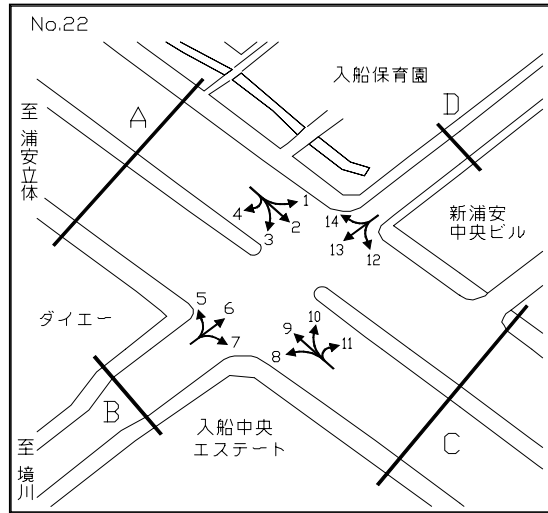 No.22
入船保育園
A
D
至 浦安立体
1
4
2
3
14
13
12
新浦安
中央ビル
ダイエー
5
6
7
10
9
11
8
B
入船中央
エステート
C
至 境川